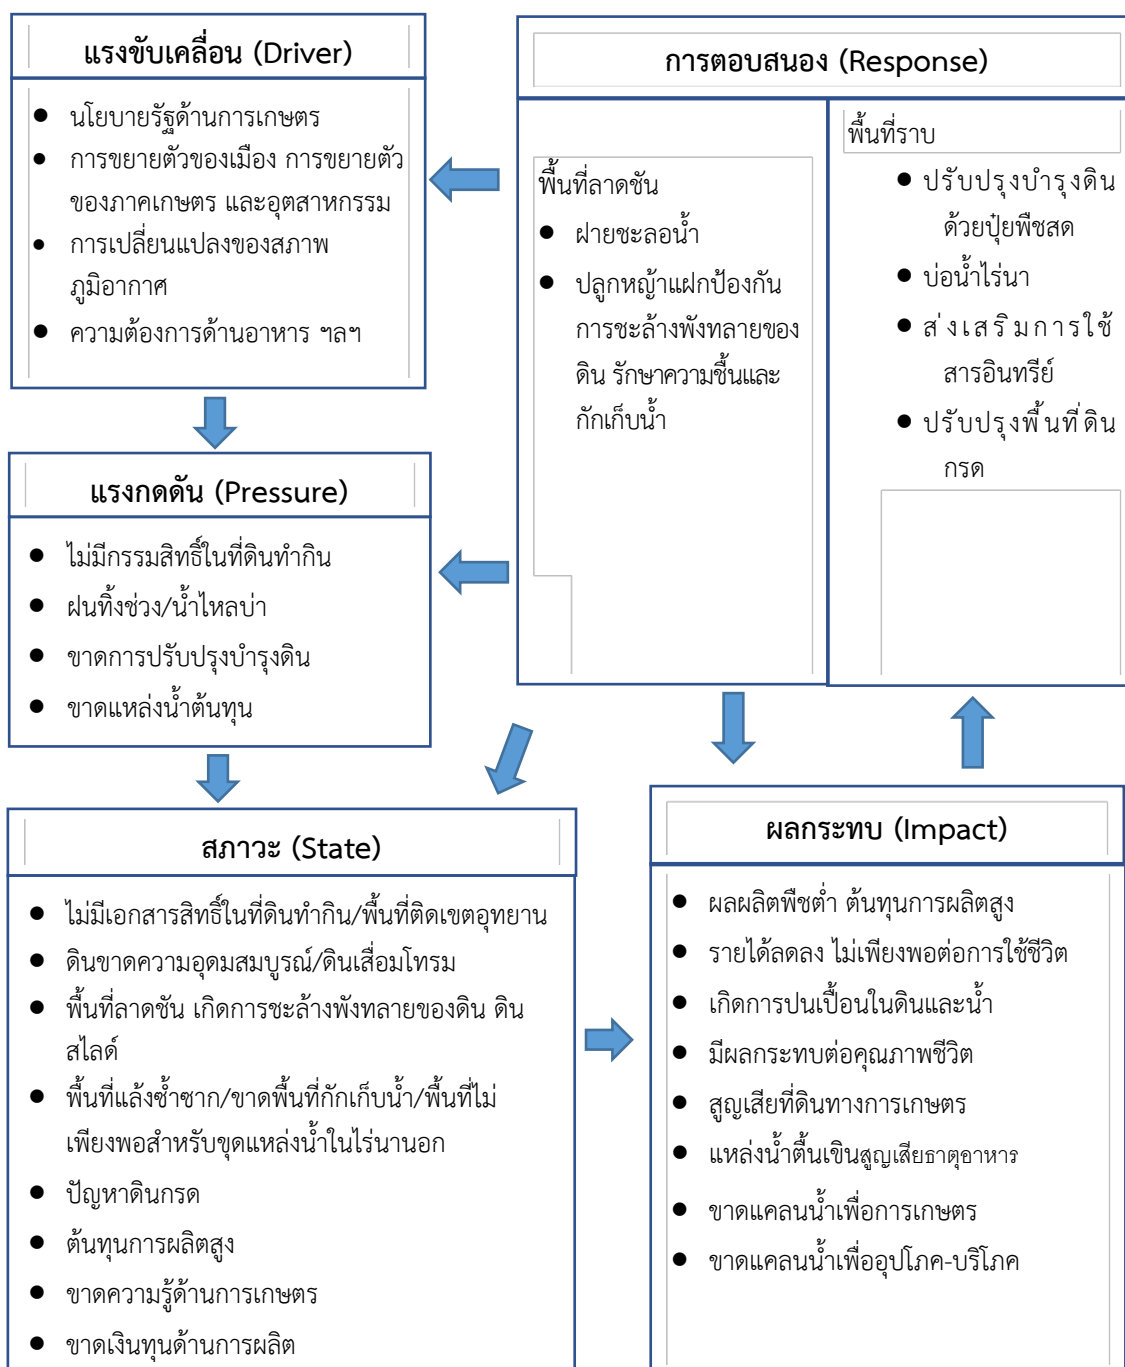 แรงขับเคลื่อน (Driver)
● นโยบายรัฐด้านการเกษตร
● การขยายตัวของเมือง การขยายตัว
ของภาคเกษตร และอุตสาหกรรม
● การเปลี่ยนแปลงของสภาพ
ภูมิอากาศ
● ความต้องการด้านอาหาร ฯลฯ
การตอบสนอง (Response)
พื้นที่ลาดชัน
● ฝายชะลอน้ำ
● ปลูกหญ้าแฝกป้องกัน
การชะล้างพังทลายของ
ดิน รักษาความชื้นและ
กักเก็บน้ำ
พื้นที่ราบ
● ปรับปรุงบำรุงดิน
ด้วยปุ๋ยพืชสด
● บ่อน้ำไร่นา
● ส่งเสริมการใช้
สารอินทรีย์
● ปรับปรุงพื้นที่ดิน
กรด
แรงกดดัน (Pressure)
● ไม่มีกรรมสิทธิ์ในที่ดินทำกิน
● ฝนทิ้งช่วง/น้ำไหลบ่า
● ขาดการปรับปรุงบำรุงดิน
● ขาดแหล่งน้ำต้นทุน
สภาวะ (State)
● ไม่มีเอกสารสิทธิ์ในที่ดินทำกิน/พื้นที่ติดเขตอุทยาน
● ดินขาดความอุดมสมบูรณ์/ดินเสื่อมโทรม
● พื้นที่ลาดชัน เกิดการชะล้างพังทลายของดิน ดิน
สไลด์
● พื้นที่แล้งซ้ำซาก/ขาดพื้นที่กักเก็บน้ำ/พื้นที่ไม่
เพียงพอสำหรับขุดแหล่งน้ำในไร่นานอก
● ปัญหาดินกรด
● ต้นทุนการผลิตสูง
● ขาดความรู้ด้านการเกษตร
● ขาดเงินทุนด้านการผลิต
ผลกระทบ (Impact)
● ผลผลิตพืชต่ำ ต้นทุนการผลิตสูง
● รายได้ลดลง ไม่เพียงพอต่อการใช้ชีวิต
● เกิดการปนเปื้อนในดินและน้ำ
● มีผลกระทบต่อคุณภาพชีวิต
● สูญเสียที่ดินทางการเกษตร
● แหล่งน้ำตื้นเขินสูญเสียธาตุอาหาร
● ขาดแคลนน้ำเพื่อการเกษตร
● ขาดแคลนน้ำเพื่ออุปโภค-บริโภค